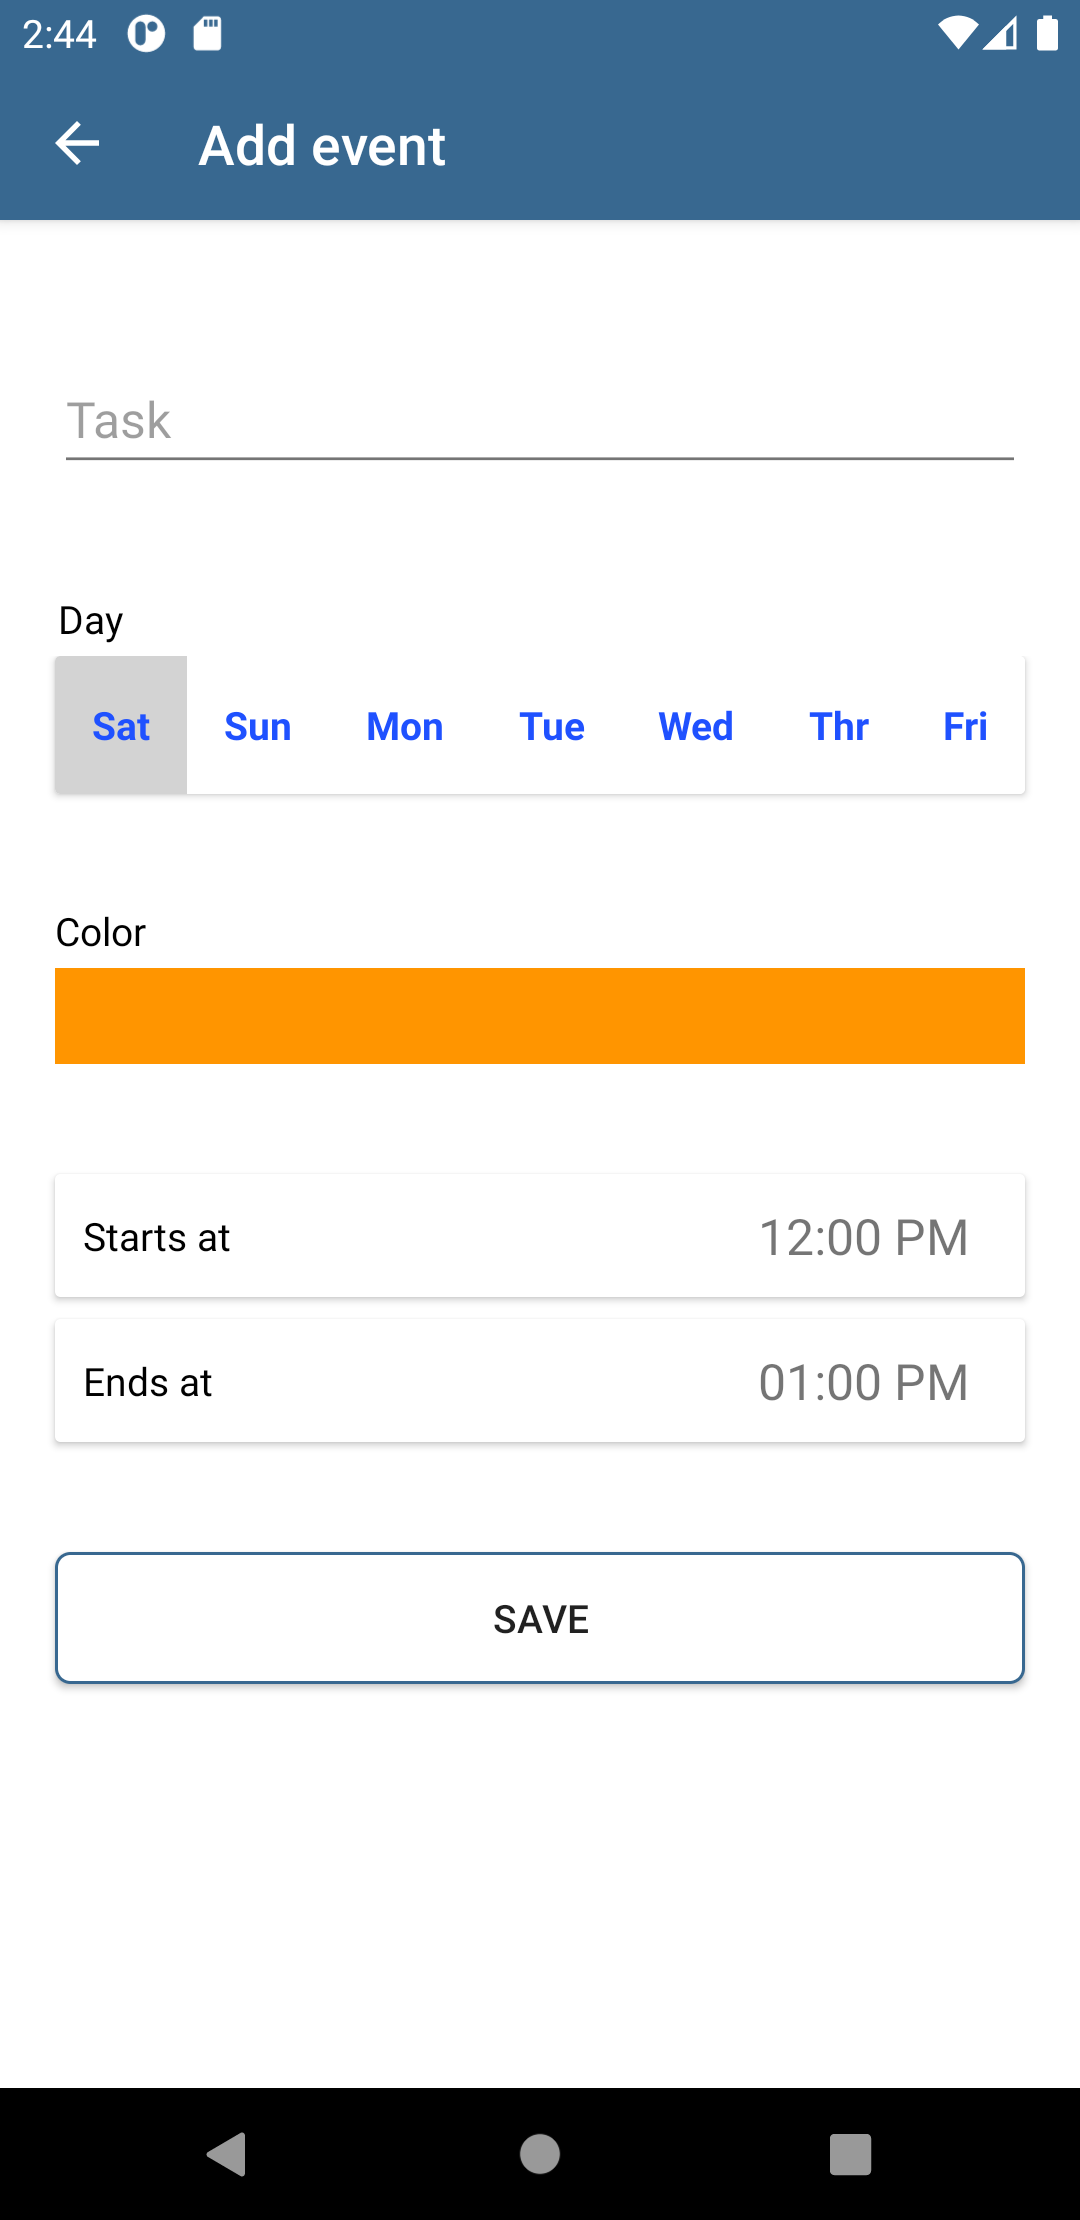 2:44
Add event
Task
Day
Sat Sun Mon Tue Wed Thr Fri
Color
Starts at 12:00 PM
Ends at 01:00 PM
SAVE